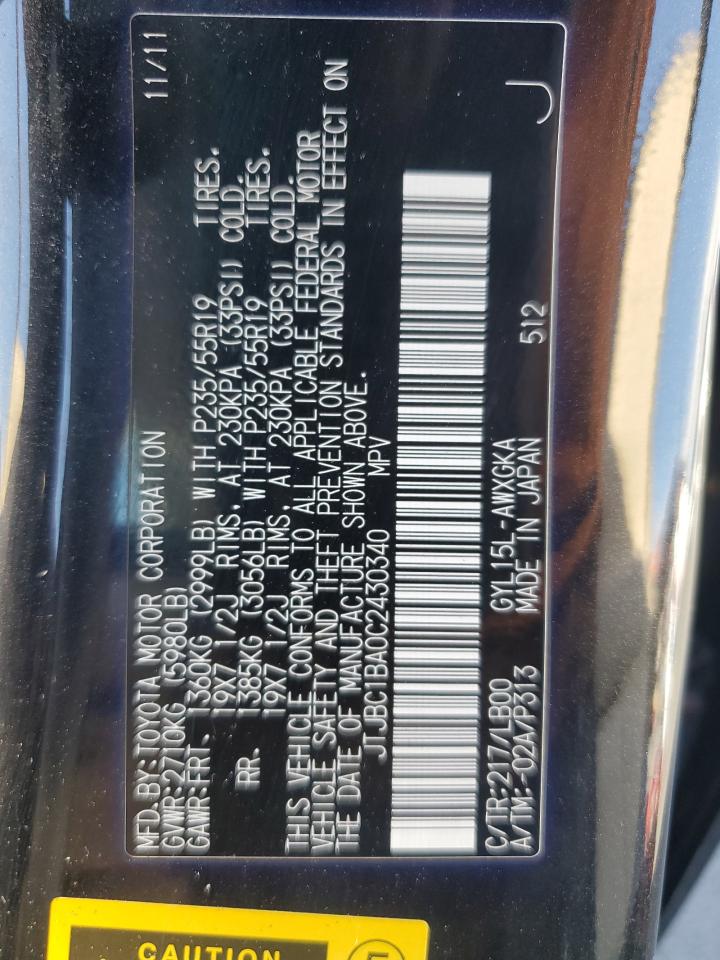 MFD.BY:TOYOTA MOTOR CORPORATION 11/11
GVWR:2710KG (5980LB)
GAWR:FRT. 1360KG (2999LB) WITH P235/55R19 TIRES.
19X7 1/2J RIMS. AT 230KPA (33PSI) COLD.
RR. 1385KG (3056LB) WITH P235/55R19 TIRES.
19X7 1/2J RIMS. AT 230KPA (33PSI) COLD.
THIS VEHICLE CONFORMS TO ALL APPLICABLE FEDERAL MOTOR
VEHICLE SAFETY AND THEFT PREVENTION STANDARDS IN EFFECT ON
THE DATE OF MANUFACTURE SHOWN ABOVE.
JTJBC1BA0C2430340 MPV
C/TR:217/LB00 GYL15L-AWXGKA
A/TM:-02A/P313 MADE IN JAPAN 512 J
CAUTION